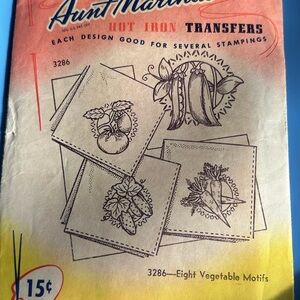 Aunt Martha's
HOT IRON TRANSFERS
EACH DESIGN GOOD FOR SEVERAL STAMPINGS
3286
3286—Eight Vegetable Motifs
15¢